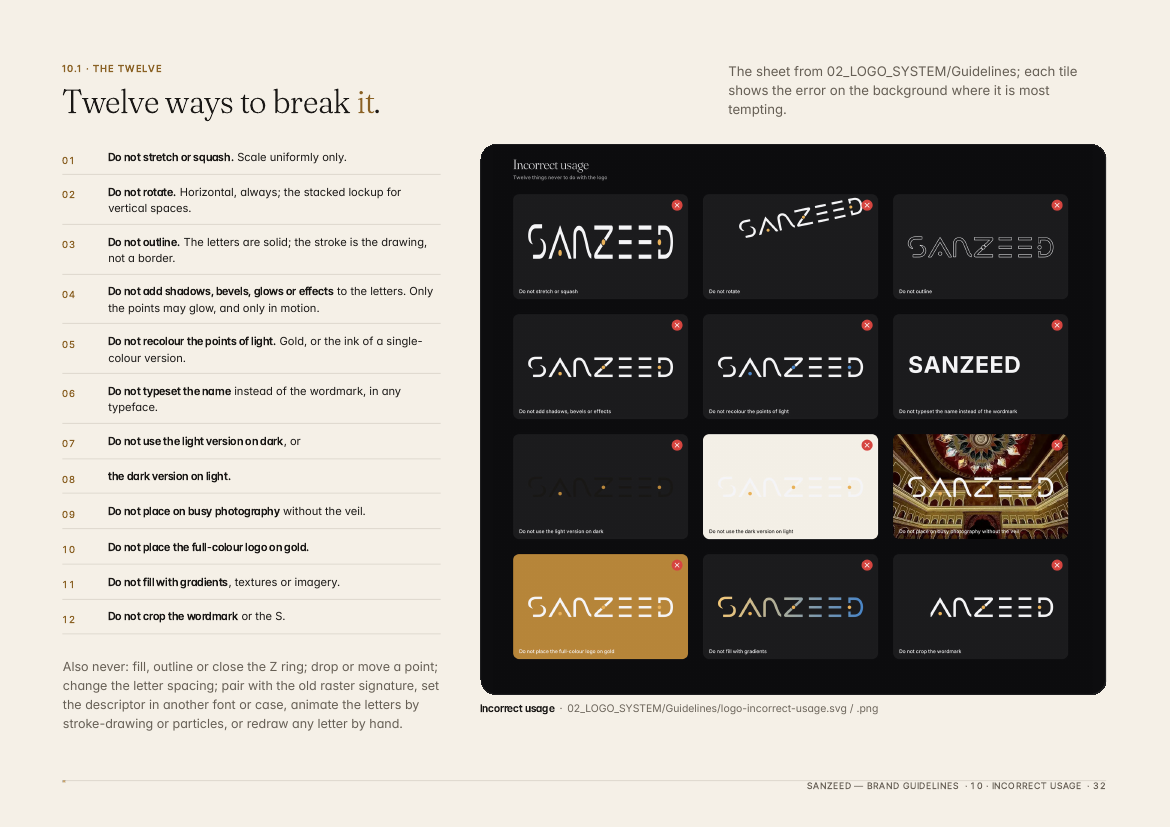 10.1 · THE TWELVE
Twelve ways to break it.
The sheet from 02_LOGO_SYSTEM/Guidelines; each tile
shows the error on the background where it is most
tempting.
01 Do not stretch or squash. Scale uniformly only.
02 Do not rotate. Horizontal, always; the stacked lockup for
vertical spaces.
03 Do not outline. The letters are solid; the stroke is the drawing,
not a border.
04 Do not add shadows, bevels, glows or effects to the letters. Only
the points may glow, and only in motion.
05 Do not recolour the points of light. Gold, or the ink of a single-
colour version.
06 Do not typeset the name instead of the wordmark, in any
typeface.
07 Do not use the light version on dark, or
08 the dark version on light.
09 Do not place on busy photography without the veil.
10 Do not place the full-colour logo on gold.
11 Do not fill with gradients, textures or imagery.
12 Do not crop the wordmark or the S.
Also never: fill, outline or close the Z ring; drop or move a point;
change the letter spacing; pair with the old raster signature, set
the descriptor in another font or case, animate the letters by
stroke-drawing or particles, or redraw any letter by hand.
Incorrect usage
Twelve things never to do with the logo
SANZEED
Do not stretch or squash
SANZEED
Do not rotate
SANZEED
Do not outline
SANZEED
Do not add shadows, bevels or effects
SANZEED
Do not recolour the points of light
SANZEED
Do not typeset the name instead of the wordmark
SANZEED
Do not use the light version on dark
SANZEED
Do not use the dark version on light
SANZEED
Do not place on busy photography without the veil
SANZEED
Do not place the full-colour logo on gold
SANZEED
Do not fill with gradients
ANZEED
Do not crop the wordmark
Incorrect usage · 02_LOGO_SYSTEM/Guidelines/logo-incorrect-usage.svg / .png
SANZEED — BRAND GUIDELINES · 10 · INCORRECT USAGE · 32